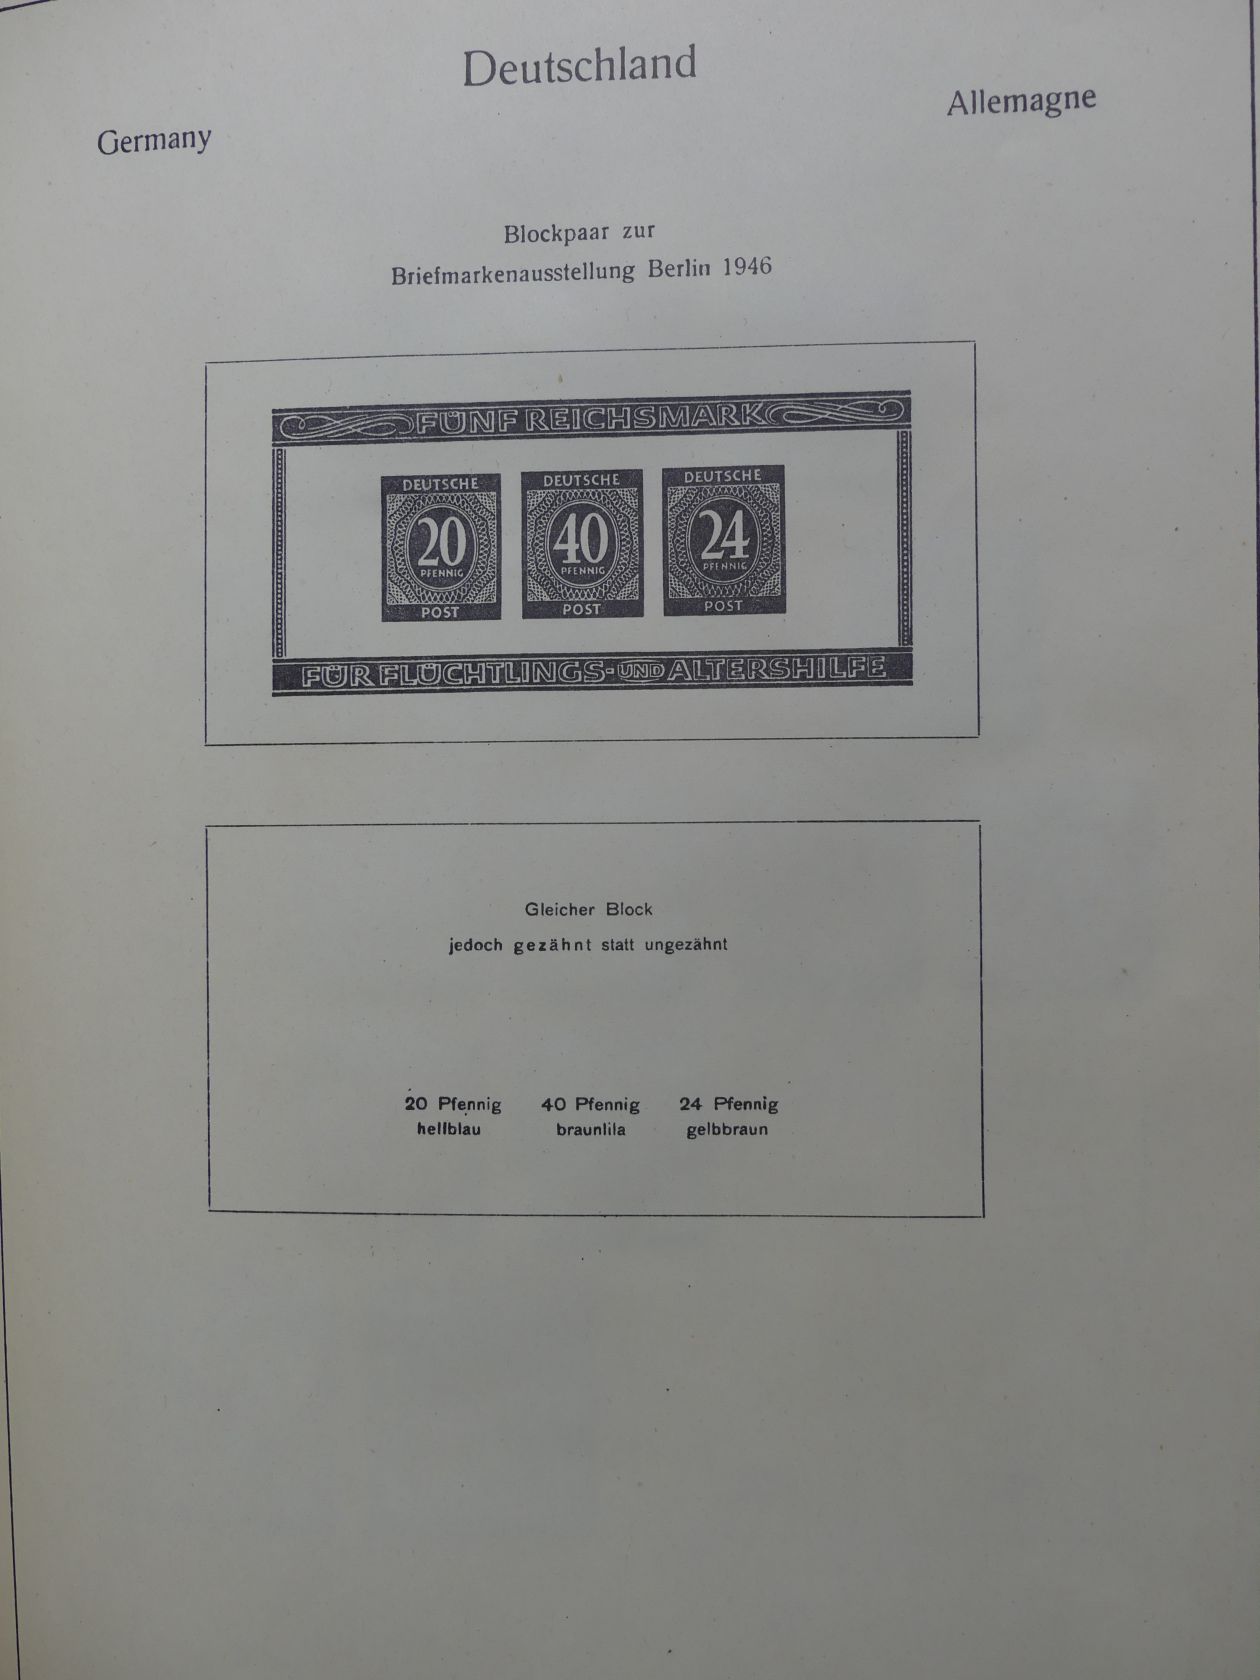 Deutschland
Germany
Allemagne
Blockpaar zur
Briefmarkenausstellung Berlin 1946
FÜNF REICHSMARK
DEUTSCHE
20
PFENNIG
POST
DEUTSCHE
40
PFENNIG
POST
DEUTSCHE
24
PFENNIG
POST
FÜR FLÜCHTLINGS- UND ALTERSHILFE
Gleicher Block
jedoch gezähnt statt ungezähnt
20 Pfennig 40 Pfennig 24 Pfennig
hellblau braunlila gelbbraun